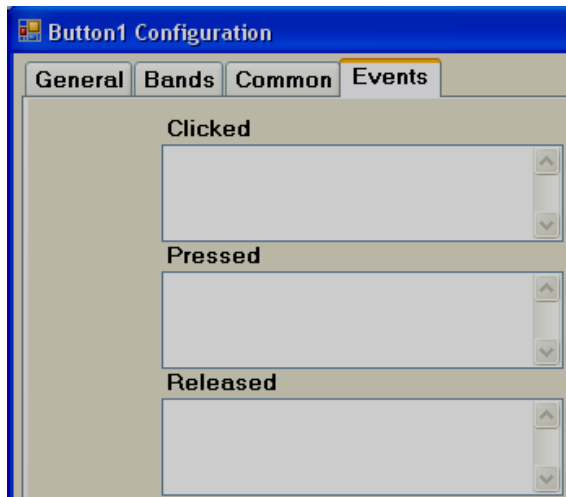 Button1 Configuration
General Bands Common Events
Clicked
Pressed
Released